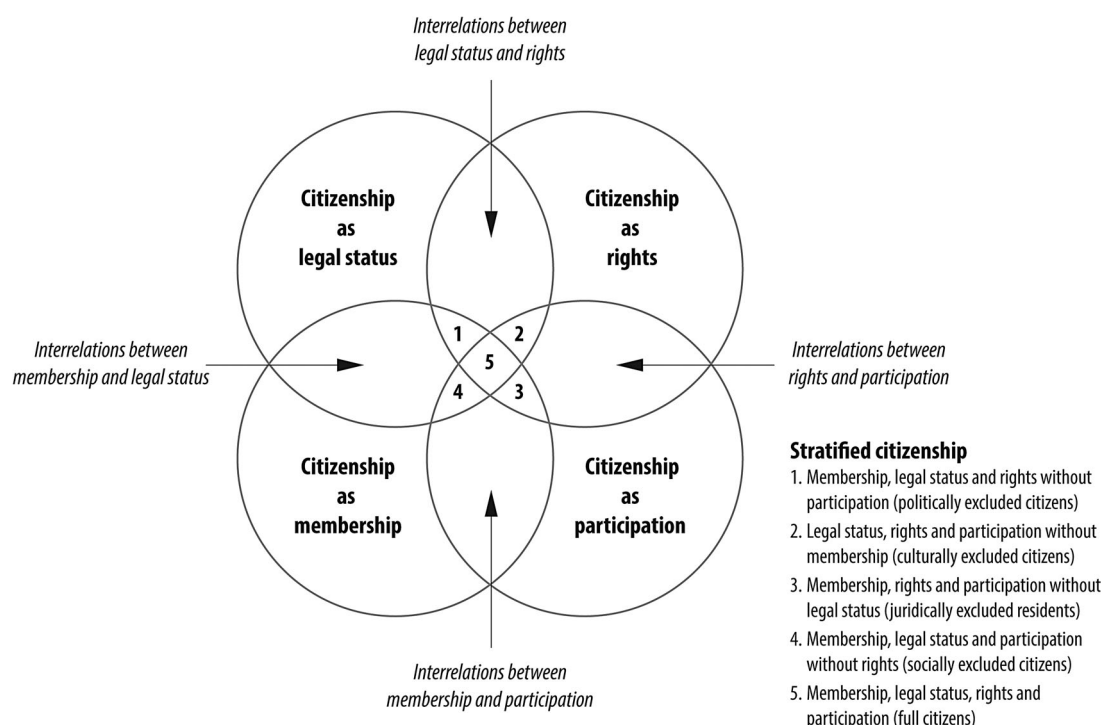 Interrelations between
legal status and rights
Citizenship
as
legal status
Citizenship
as
rights
1
2
5
4
3
Interrelations between
membership and legal status
Interrelations between
rights and participation
Citizenship
as
membership
Citizenship
as
participation
Interrelations between
membership and participation
Stratified citizenship
1. Membership, legal status and rights without
participation (politically excluded citizens)
2. Legal status, rights and participation without
membership (culturally excluded citizens)
3. Membership, rights and participation without
legal status (juridically excluded residents)
4. Membership, legal status and participation
without rights (socially excluded citizens)
5. Membership, legal status, rights and
participation (full citizens)